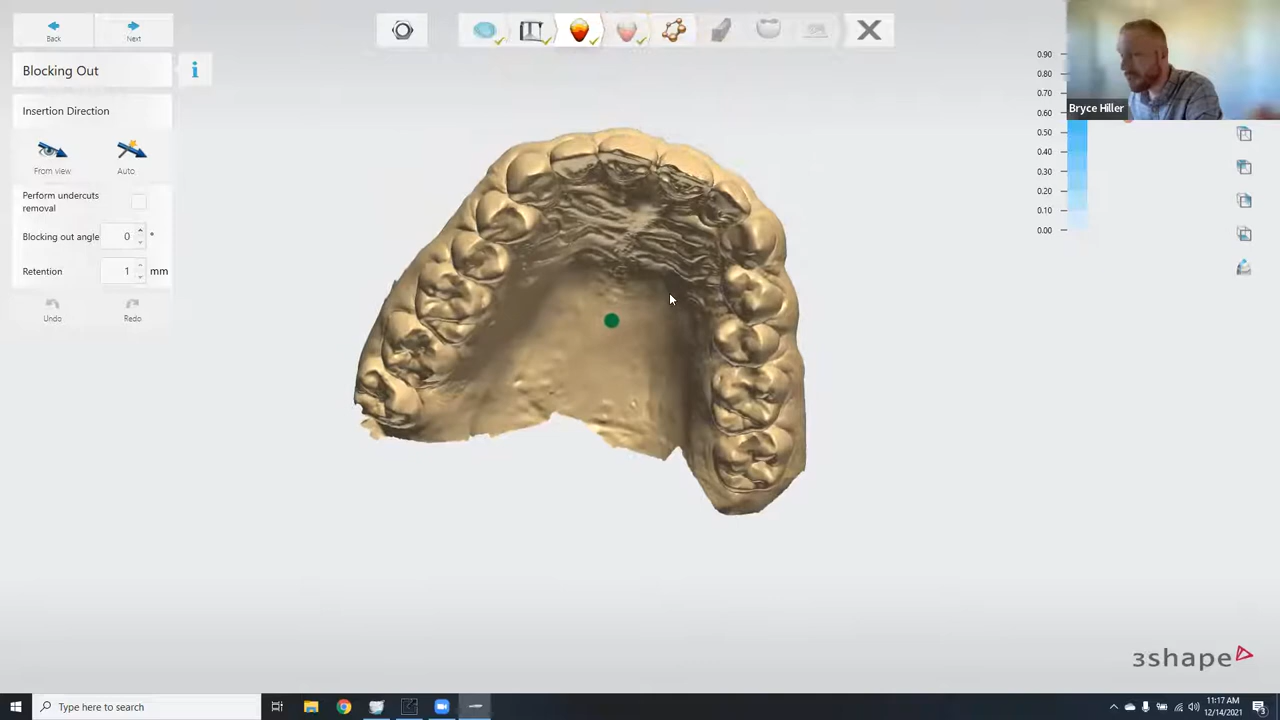 Back
Next
Blocking Out
i
Insertion Direction
From view
Auto
Perform undercuts
removal
Blocking out angle 0 °
Retention 1 mm
Undo
Redo
0.90
0.80
0.70
0.60
0.50
0.40
0.30
0.20
0.10
0.00
Bryce Hiller
3shape
Type here to search
11:17 AM
12/14/2021
3